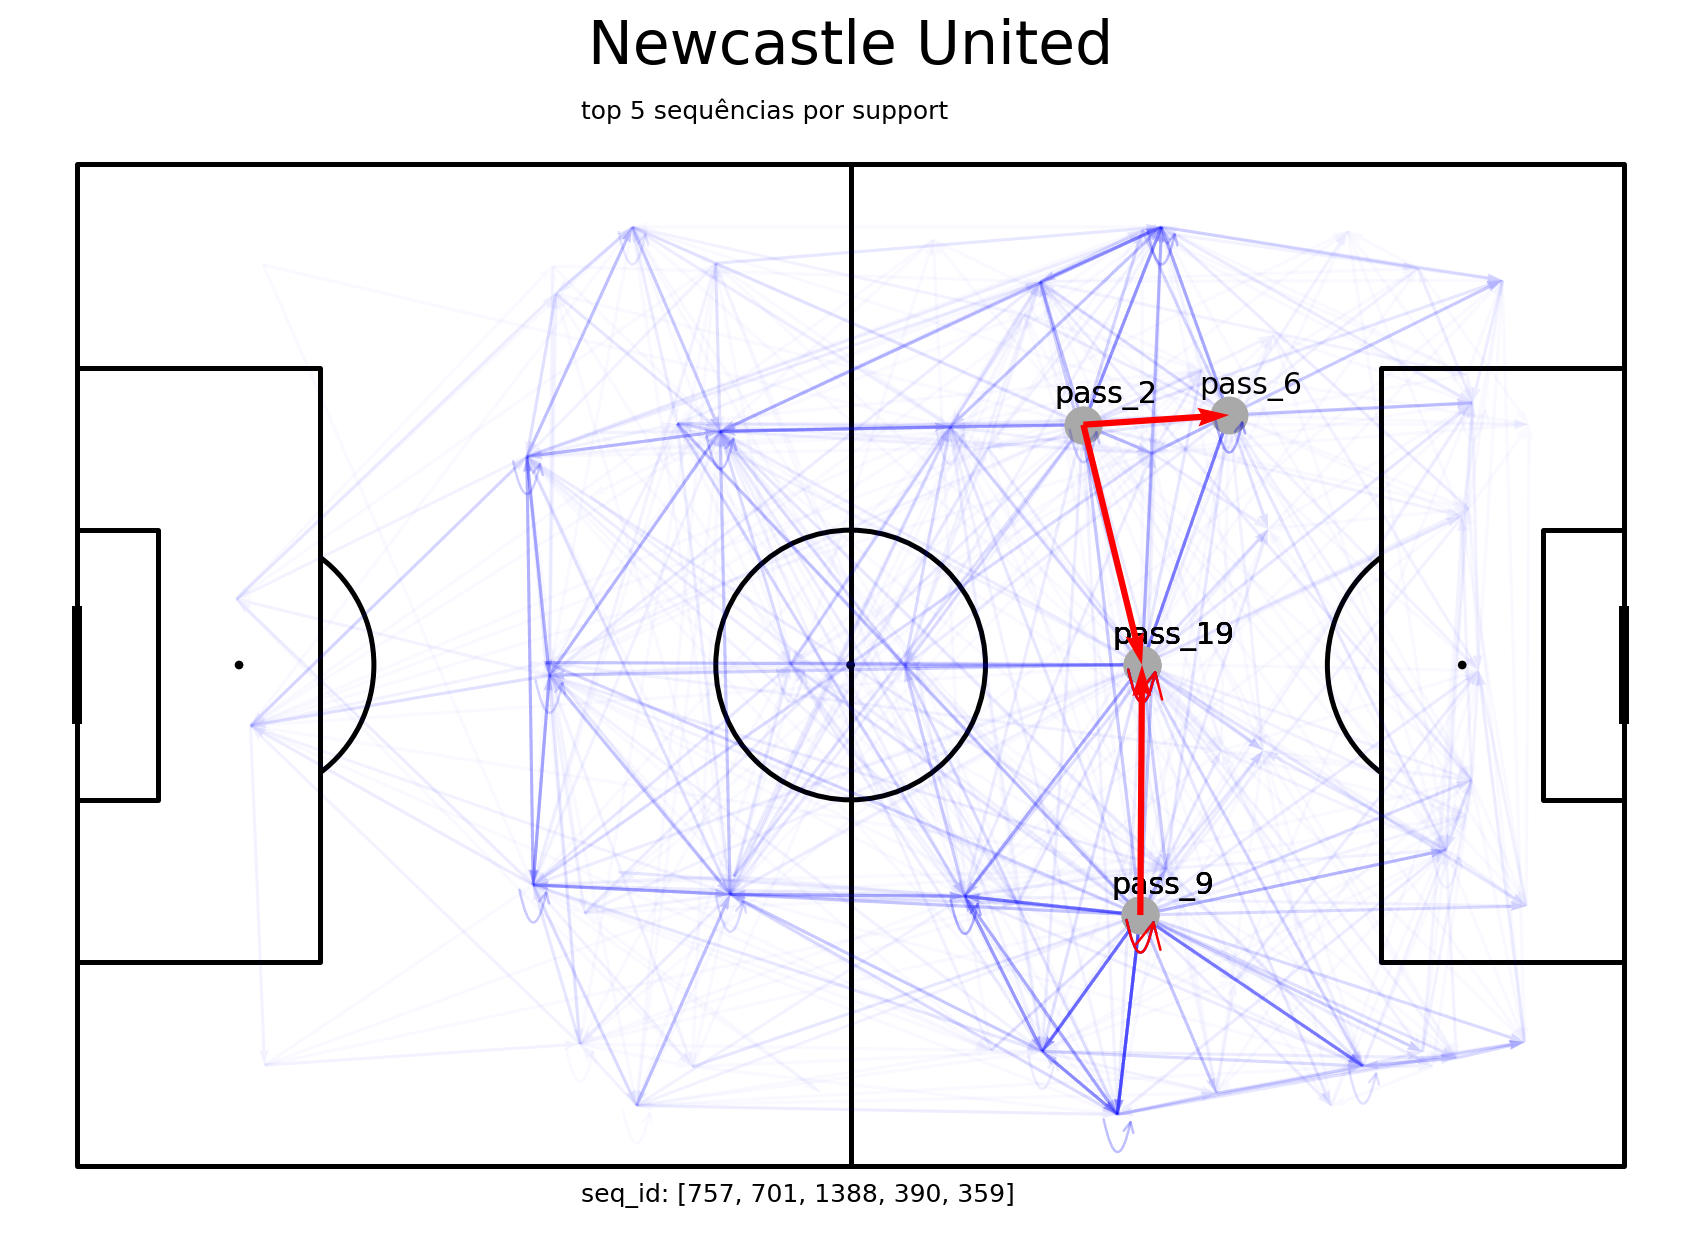 Newcastle United
top 5 sequências por support
pass_2
pass_6
pass_19
pass_9
seq_id: [757, 701, 1388, 390, 359]